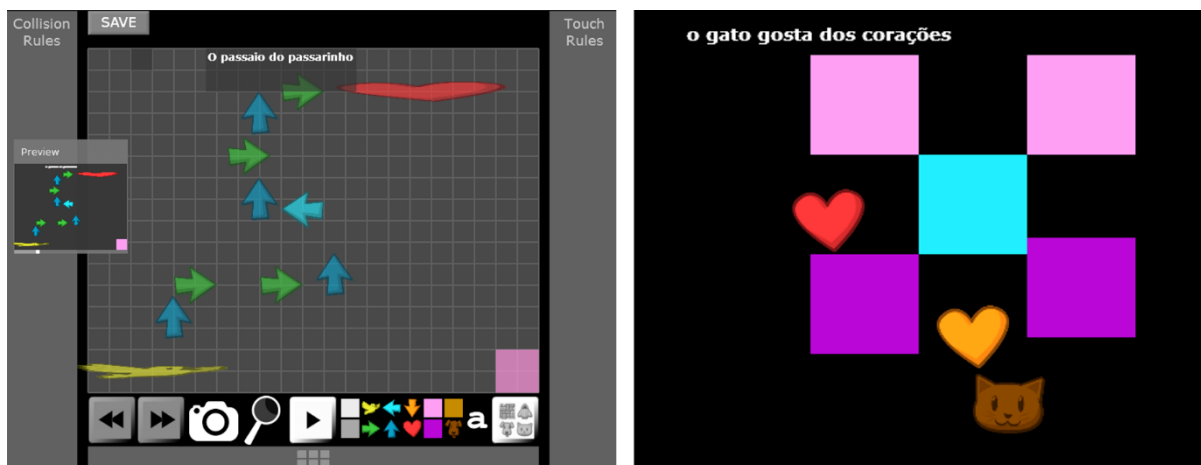 Collision
Rules
SAVE
Touch
Rules
O passaio do passarinho
Preview
a
o gato gosta dos corações